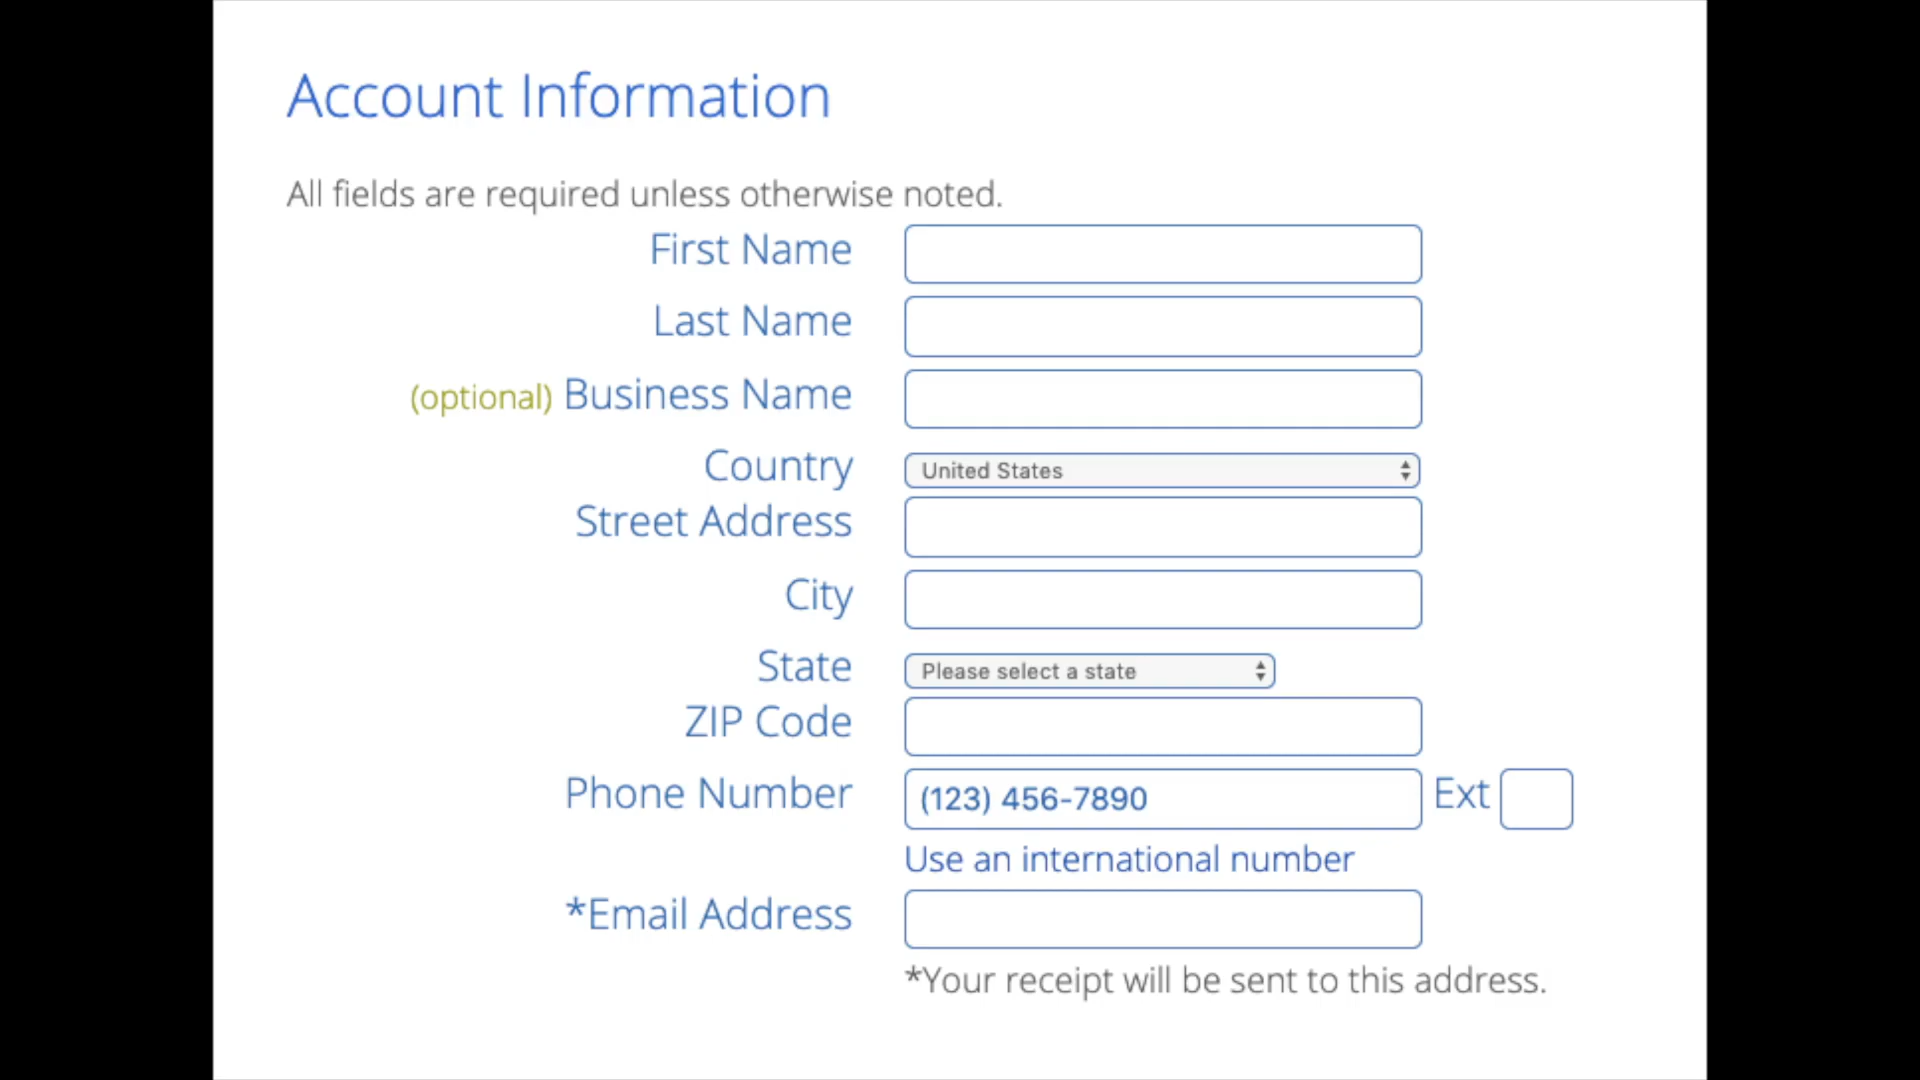 Account Information
All fields are required unless otherwise noted.
First Name
Last Name
(optional) Business Name
Country United States
Street Address
City
State Please select a state
ZIP Code
Phone Number (123) 456-7890 Ext
Use an international number
*Email Address
*Your receipt will be sent to this address.